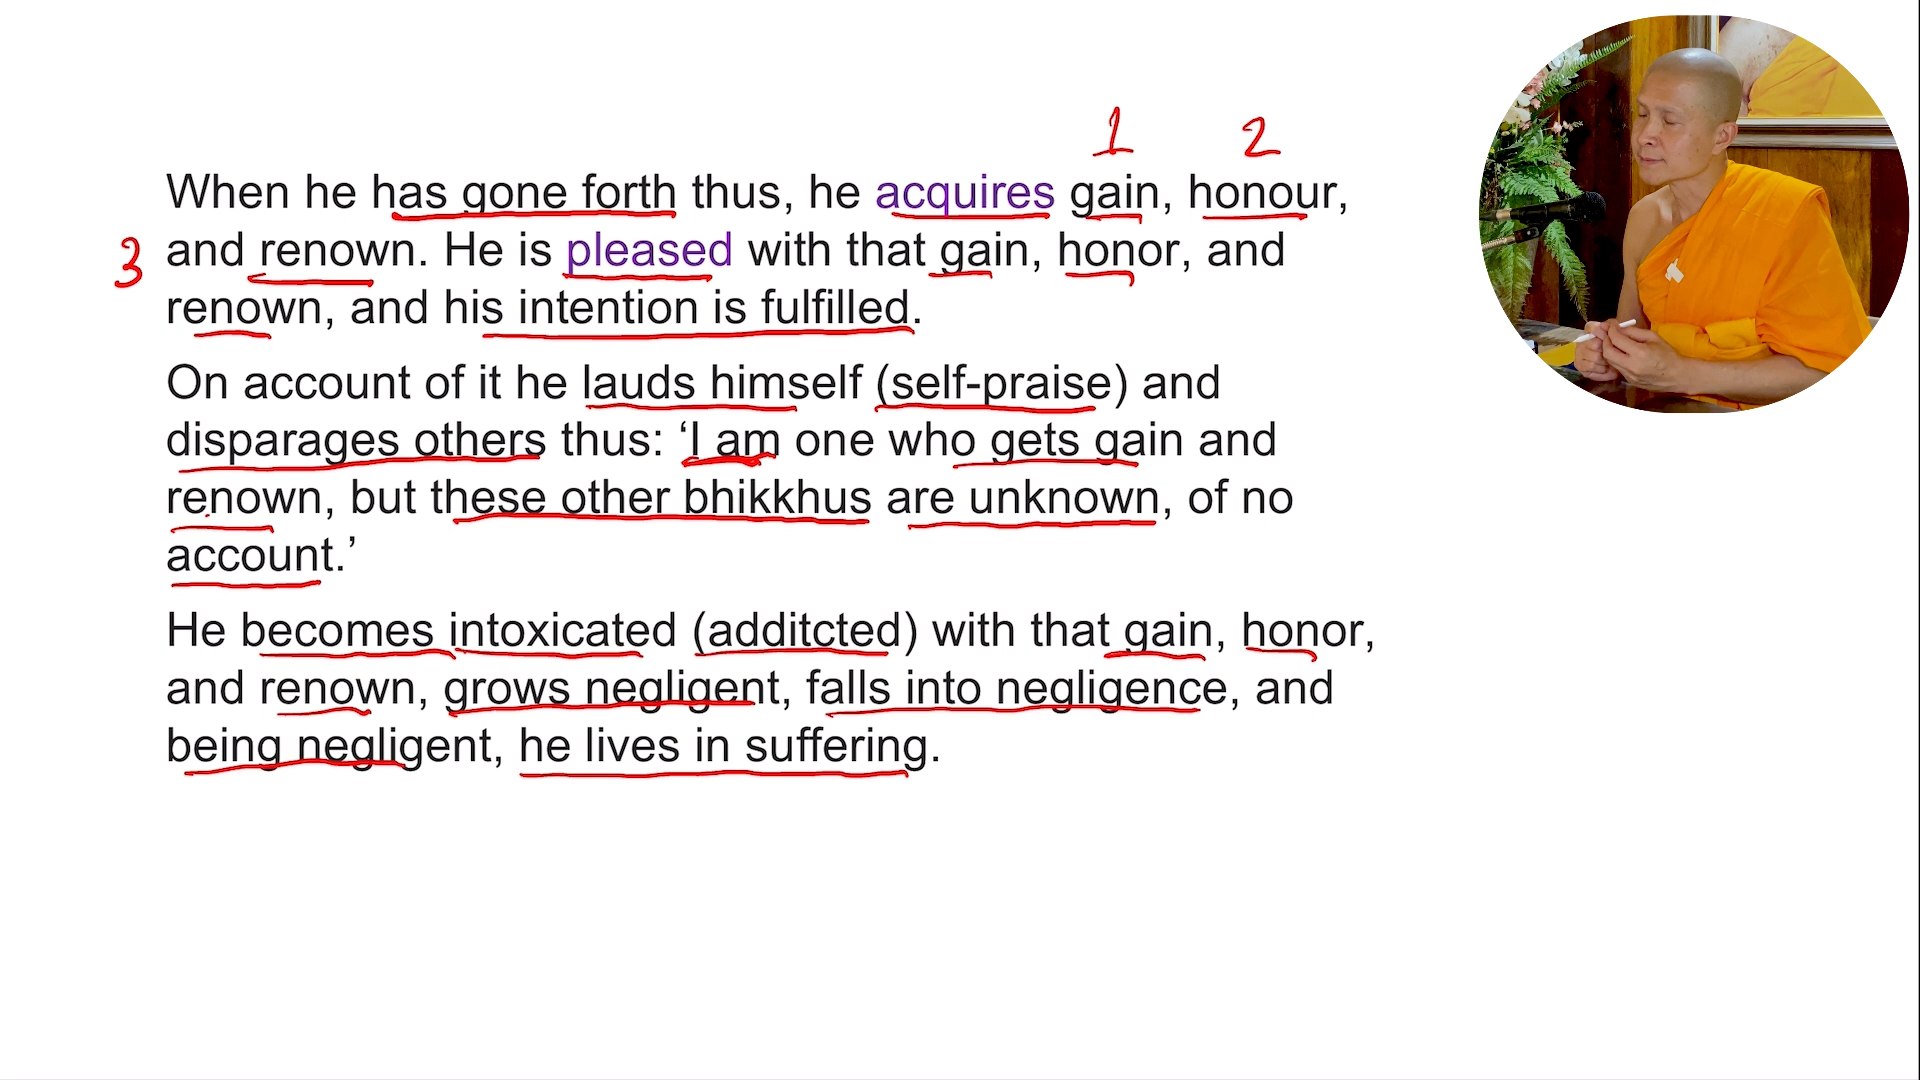 1 2
When he has gone forth thus, he acquires gain, honour,
3 and renown. He is pleased with that gain, honor, and
renown, and his intention is fulfilled.
On account of it he lauds himself (self-praise) and
disparages others thus: ‘I am one who gets gain and
renown, but these other bhikkhus are unknown, of no
account.’
He becomes intoxicated (additcted) with that gain, honor,
and renown, grows negligent, falls into negligence, and
being negligent, he lives in suffering.